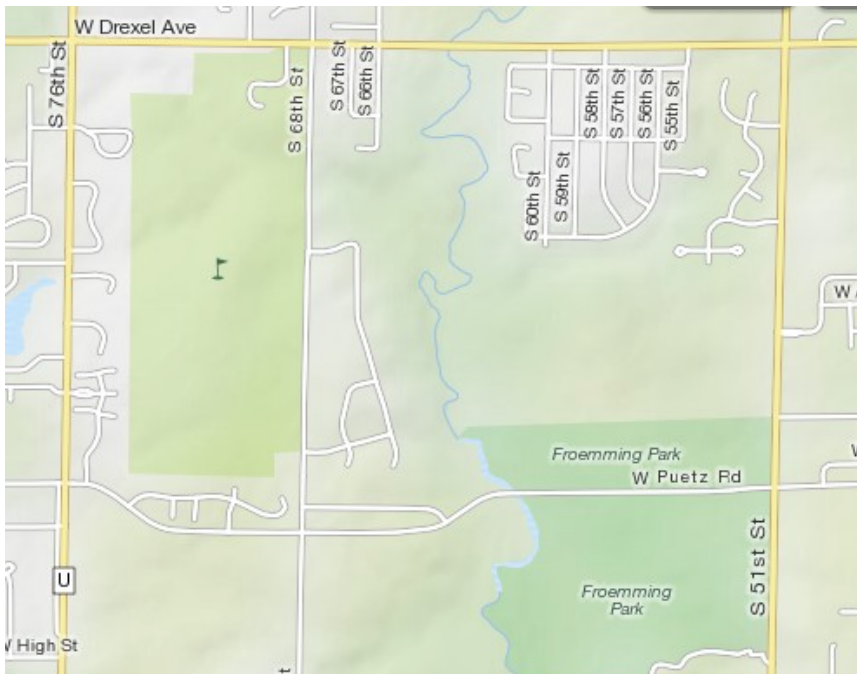 W Drexel Ave
S 76th St
S 68th St
S 67th St
S 66th St
S 60th St
S 59th St
S 58th St
S 57th St
S 56th St
S 55th St
W
Froemming Park
W Puetz Rd
W
S 51st St
U
Froemming
Park
W High St
t